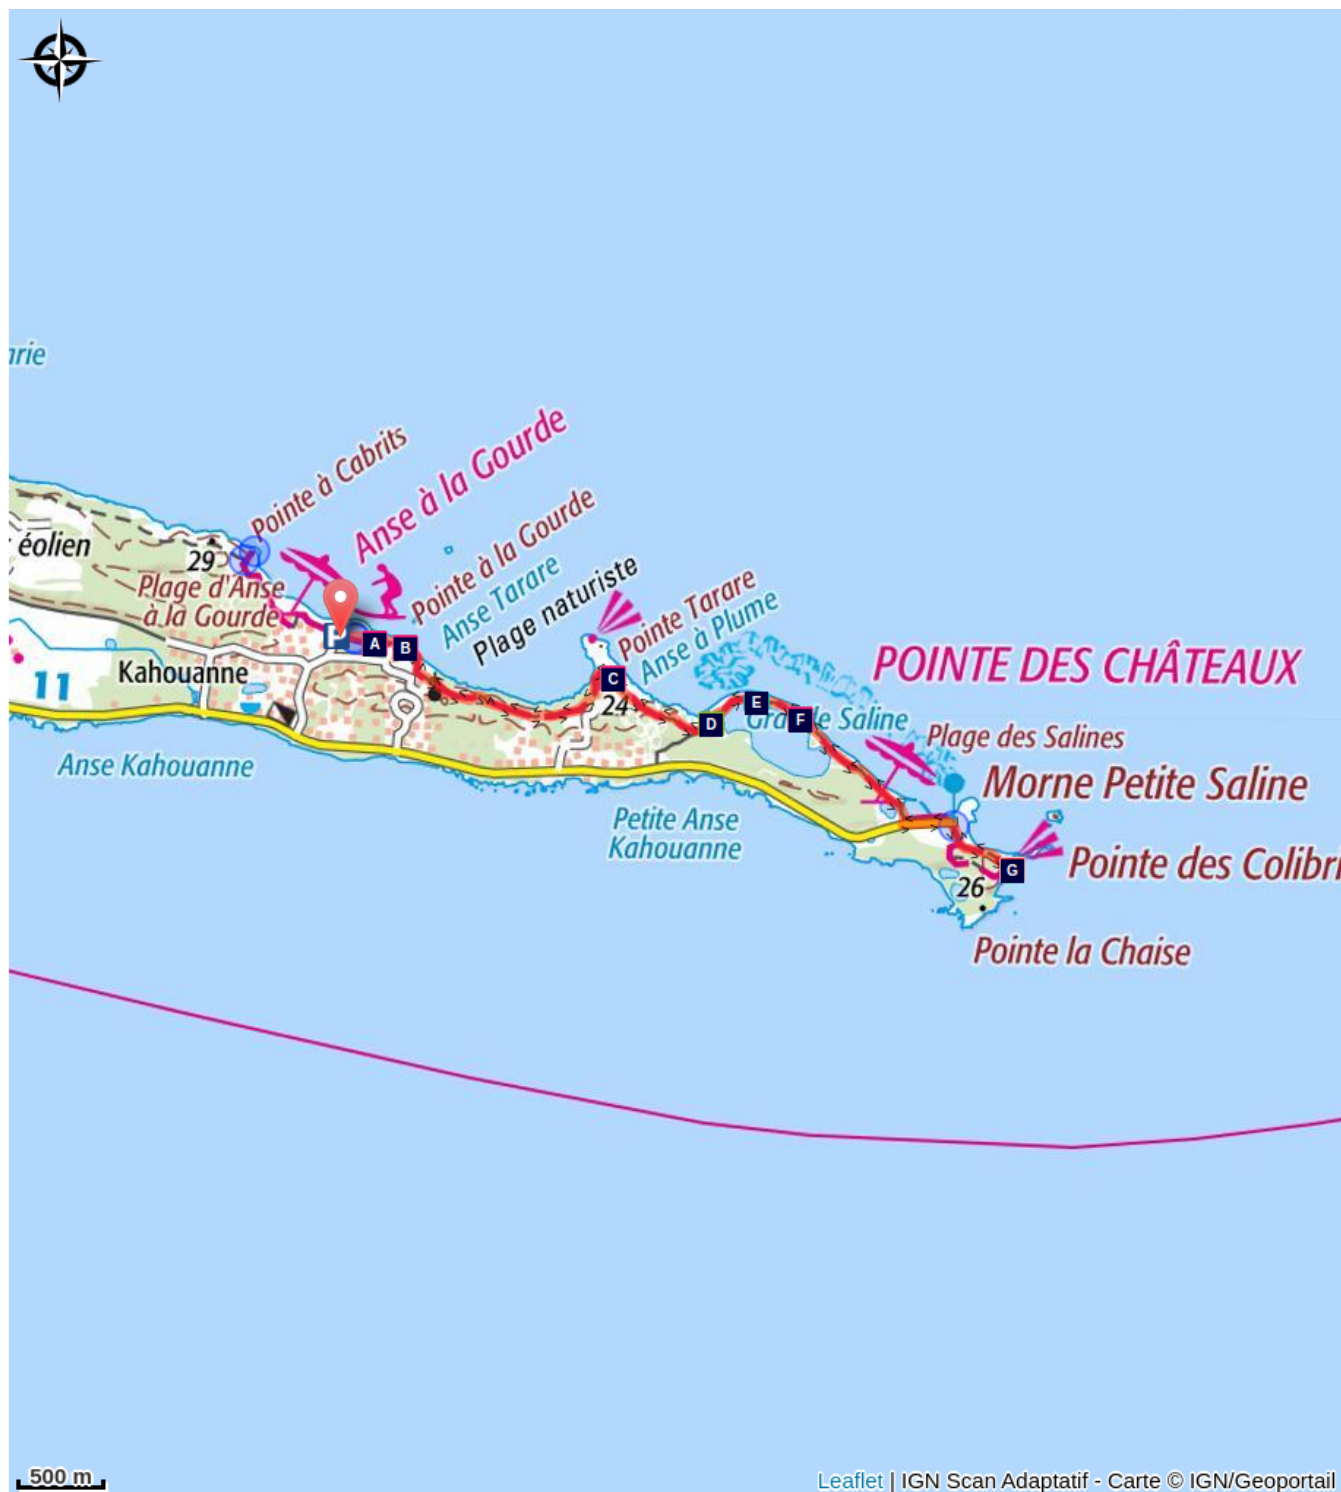 arie
Pointe à Cabrits
Anse à la Gourde
Pointe à la Gourde
Anse Tarare
Plage naturiste
éolien
29
Plage d'Anse
à la Gourde
Pointe Tarare
Anse à Plume
P
A
B
C
24
D
E
F
Grande Saline
POINTE DES CHÂTEAUX
Kahouanne
11
Plage des Salines
Anse Kahouanne
Morne Petite Saline
Petite Anse
Kahouanne
G
26
Pointe des Colibri
Pointe la Chaise
500 m
Leaflet | IGN Scan Adaptatif - Carte © IGN/Geoportail